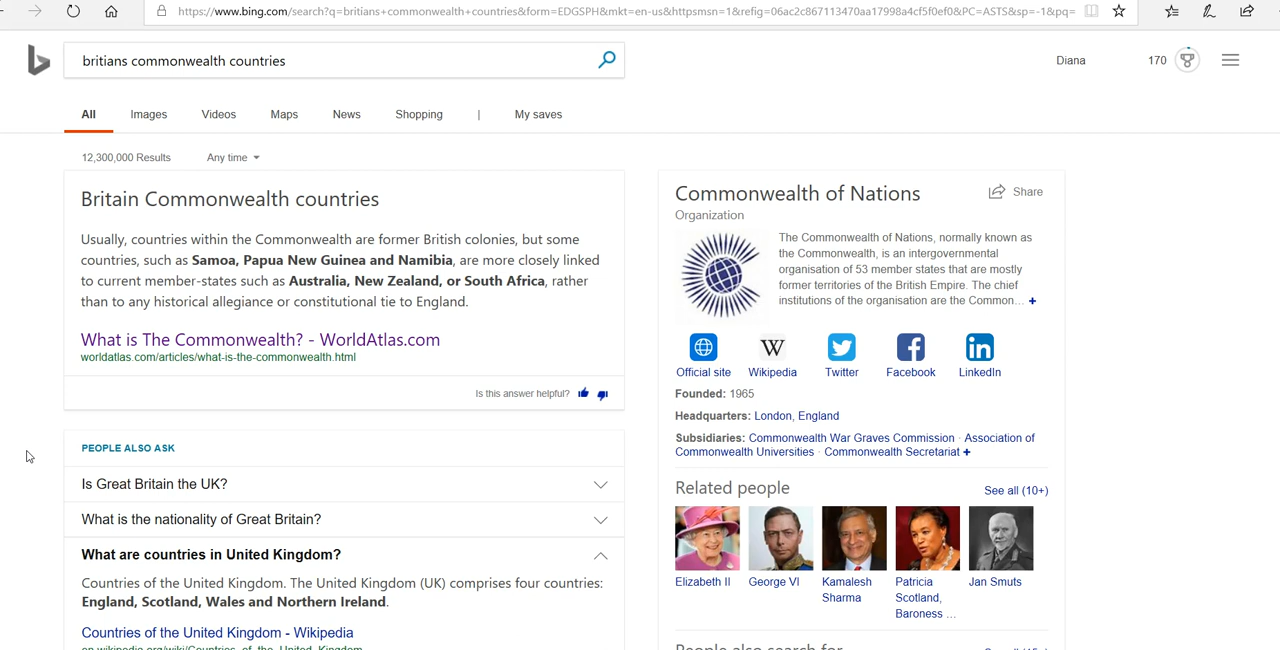 https://www.bing.com/search?q=britians+commonwealth+countries&form=EDGSPH&mkt=en-us&httpsmsn=1&refig=06ac2c867113470aa17998a4cf5f0ef0&PC=ASTS&sp=-1&pq=
britians commonwealth countries
Diana
170
All
Images
Videos
Maps
News
Shopping
|
My saves
12,300,000 Results
Any time
Britain Commonwealth countries
Usually, countries within the Commonwealth are former British colonies, but some
countries, such as Samoa, Papua New Guinea and Namibia, are more closely linked
to current member-states such as Australia, New Zealand, or South Africa, rather
than to any historical allegiance or constitutional tie to England.
What is The Commonwealth? - WorldAtlas.com
worldatlas.com/articles/what-is-the-commonwealth.html
Is this answer helpful?
PEOPLE ALSO ASK
Is Great Britain the UK?
What is the nationality of Great Britain?
What are countries in United Kingdom?
Countries of the United Kingdom. The United Kingdom (UK) comprises four countries:
England, Scotland, Wales and Northern Ireland.
Countries of the United Kingdom - Wikipedia
en.wikipedia.org/wiki/Countries_of_the_United_Kingdom
Commonwealth of Nations
Share
Organization
The Commonwealth of Nations, normally known as
the Commonwealth, is an intergovernmental
organisation of 53 member states that are mostly
former territories of the British Empire. The chief
institutions of the organisation are the Common… +
W
Official site
Wikipedia
Twitter
Facebook
LinkedIn
Founded: 1965
Headquarters: London, England
Subsidiaries: Commonwealth War Graves Commission · Association of
Commonwealth Universities · Commonwealth Secretariat +
Related people
See all (10+)
Elizabeth II
George VI
Kamalesh
Sharma
Patricia
Scotland,
Baroness ...
Jan Smuts
People also search for